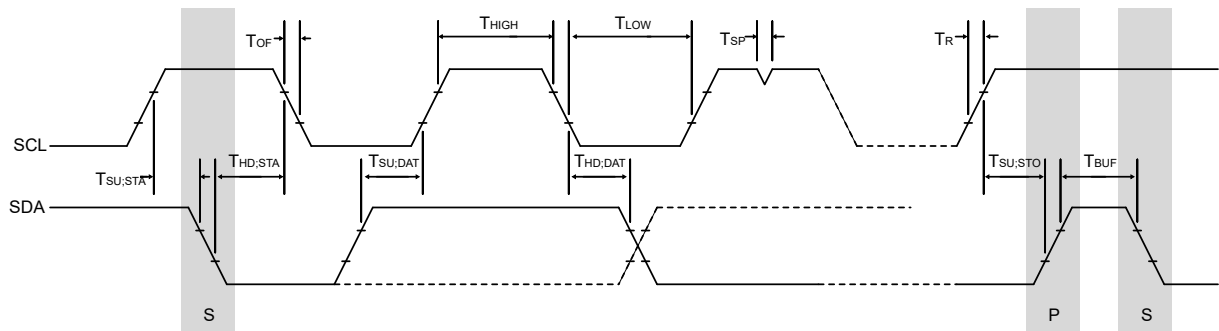 THIGH
TLOW
TOF
TSP
TR
SCL
THD;STA
TSU;DAT
THD;DAT
TSU;STO
TBUF
TSU;STA
SDA
S
P
S